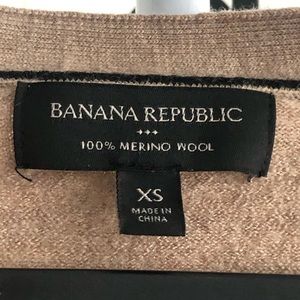 BANANA REPUBLIC
100% MERINO WOOL
XS
MADE IN
CHINA